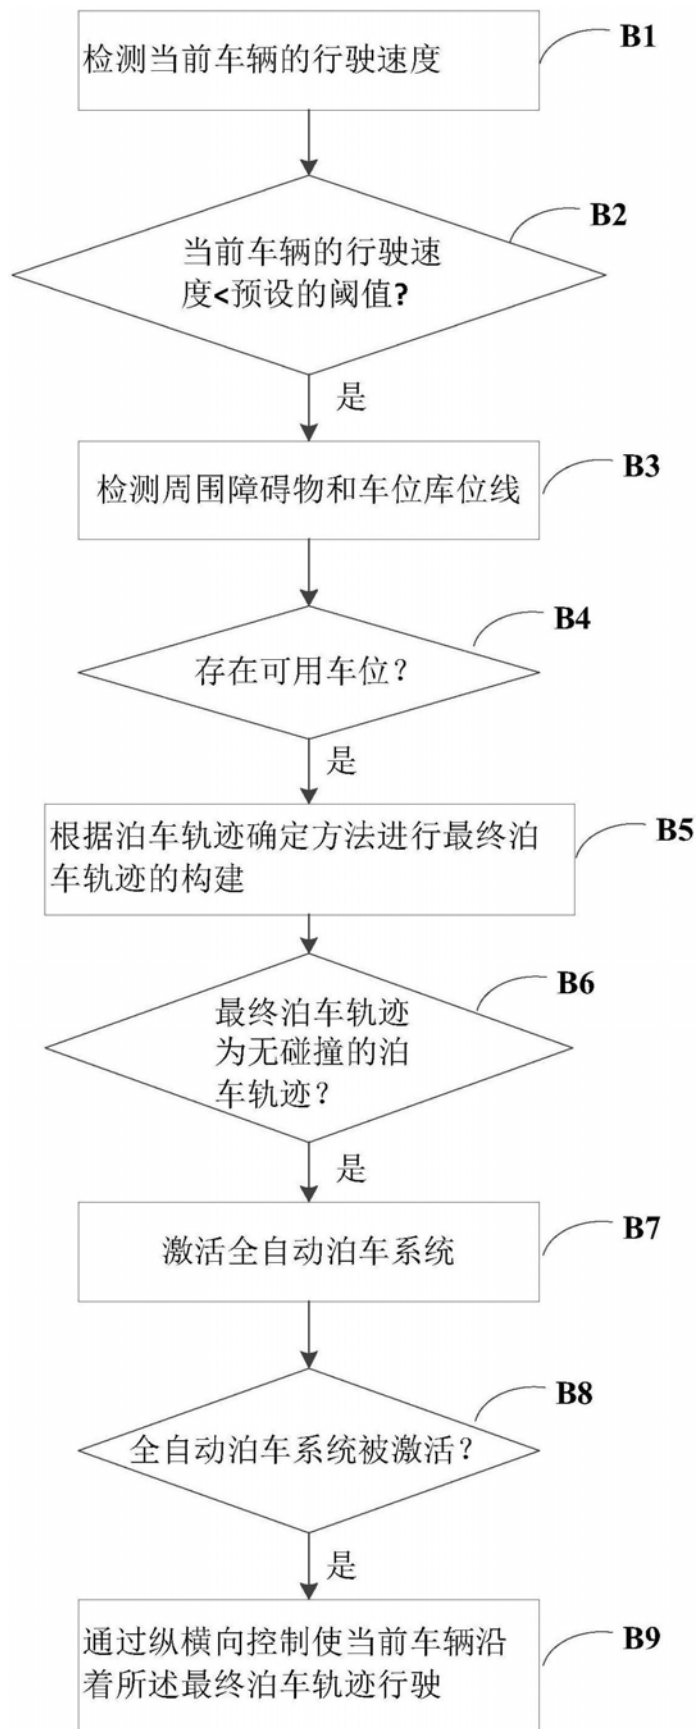 检测当前车辆的行驶速度
B1
B2
当前车辆的行驶速
度<预设的阈值?
是
检测周围障碍物和车位库位线
B3
B4
存在可用车位？
是
根据泊车轨迹确定方法进行最终泊
车轨迹的构建
B5
B6
最终泊车轨迹
为无碰撞的泊
车轨迹？
是
激活全自动泊车系统
B7
B8
全自动泊车系统被激活？
是
通过纵横向控制使当前车辆沿
着所述最终泊车轨迹行驶
B9